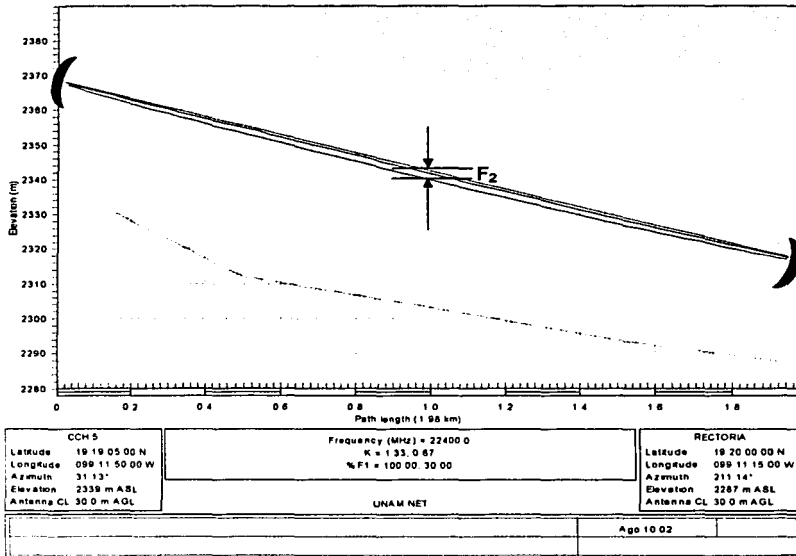 2390
2380
2370
2360
2350
2340
2330
2320
2310
2300
2290
2280
Elevation (m)
F2
0 0 2 0 4 0 6 0 8 1.0 1.2 1.4 1.6 1.8
Path length (1 98 km)
CCH 5
Latitude 19 19 05 00 N
Longitude 099 11 50 00 W
Azimuth 31 13°
Elevation 2339 m ASL
Antenna CL 30 0 m AGL
Frequency (MHz) = 22400 0
K = 1 33, 0 67
%F1 = 100 00, 30 00
UNAM NET
RECTORIA
Latitude 19 20 00 00 N
Longitude 099 11 15 00 W
Azimuth 211 14°
Elevation 2287 m ASL
Antenna CL 30 0 m AGL
Ago 10 02